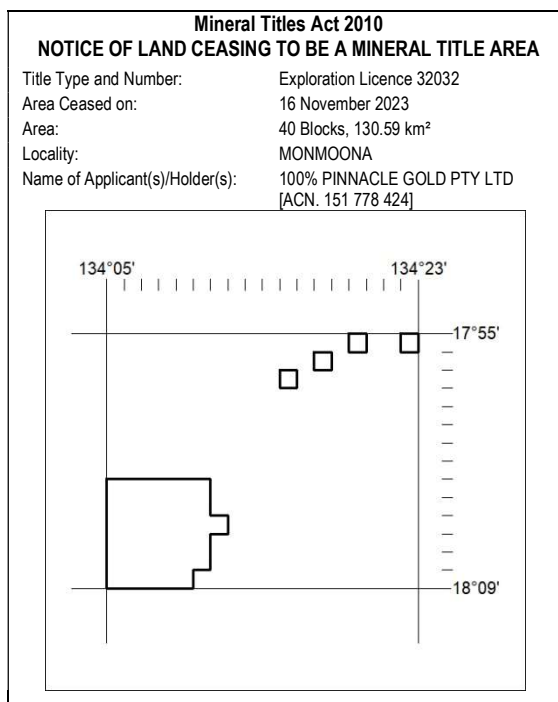 Mineral Titles Act 2010
NOTICE OF LAND CEASING TO BE A MINERAL TITLE AREA
Title Type and Number: Exploration Licence 32032
Area Ceased on: 16 November 2023
Area: 40 Blocks, 130.59 km²
Locality: MONMOONA
Name of Applicant(s)/Holder(s): 100% PINNACLE GOLD PTY LTD
[ACN. 151 778 424]
134°05' 134°23'
17°55'
18°09'